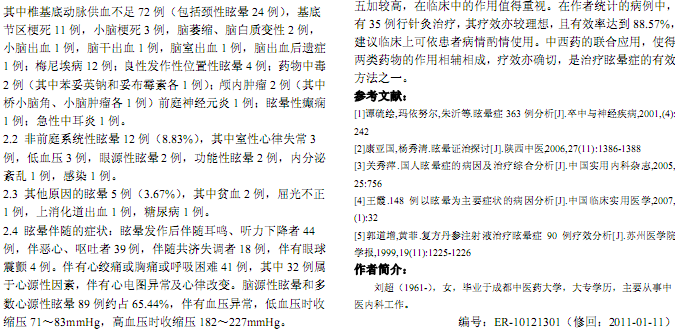 其中椎基底动脉供血不足 72 例（包括颈性眩晕 24 例），基底
节区梗死 11 例，小脑梗死 3 例，脑萎缩、脑白质变性 2 例，
小脑出血 1 例，脑干出血 1 例，脑室出血 1 例，脑出血后遗症
1 例；梅尼埃病 12 例；良性发作性位置性眩晕 4 例；药物中毒
2 例（其中苯妥英钠和妥布霉素各 1 例）；颅内肿瘤 2 例（其中
桥小脑角、小脑肿瘤各 1 例）前庭神经元炎 1 例；眩晕性癫痫
1 例；急性中耳炎 1 例。
2.2 非前庭系统性眩晕 12 例（8.83%），其中室性心律失常 3
例，低血压 3 例，眼源性眩晕 2 例，功能性眩晕 2 例，内分泌
紊乱 1 例，感染 1 例。
2.3 其他原因的眩晕 5 例（3.67%），其中贫血 2 例，屈光不正
1 例，上消化道出血 1 例，糖尿病 1 例。
2.4 眩晕伴随的症状：眩晕发作后伴随耳鸣、听力下降者 44
例，伴恶心、呕吐者 39 例，伴随共济失调者 18 例，伴有眼球
震颤 4 例。伴有心绞痛或胸痛或呼吸困难 41 例，其中 32 例属
于心源性因素，伴有心电图异常及心律改变。脑源性眩晕和多
数心源性眩晕 89 例约占 65.44%，伴有血压异常，低血压时收
缩压 71～83mmHg，高血压时收缩压 182～227mmHg。
五加较高，在临床中的作用值得重视。在作者统计的病例中，
有 35 例行针灸治疗，其疗效亦较理想，且有效率达到 88.57%，
建议临床上可依患者病情酌情使用。中西药的联合应用，使得
两类药物的作用相辅相成，疗效亦确切，是治疗眩晕症的有效
方法之一。
参考文献：
[1]谭硫绘,玛依努尔,朱沂等.眩晕症 363 例分析[J].卒中与神经疾病,2001,(4):
242
[2]康亚国,杨秀清.眩晕证治探讨[J].陕西中医,2006,27(11):1386-1388
[3]关秀萍.国人眩晕症的病因及治疗综合分析[J].中国实用内科杂志,2005,
25:756
[4]王霞.148 例以眩晕为主要症状的病因分析[J].中国临床实用医学,2007,
(1):32
[5]郭道增,黄菲.复方丹参注射液治疗眩晕症 90 例疗效分析[J].苏州医学院
学报,1999,19(11):1225-1226
作者简介：
刘超（1961-），女，毕业于成都中医药大学，大专学历，主要从事中
医内科工作。
编号：ER-10121301（修回：2011-01-11）